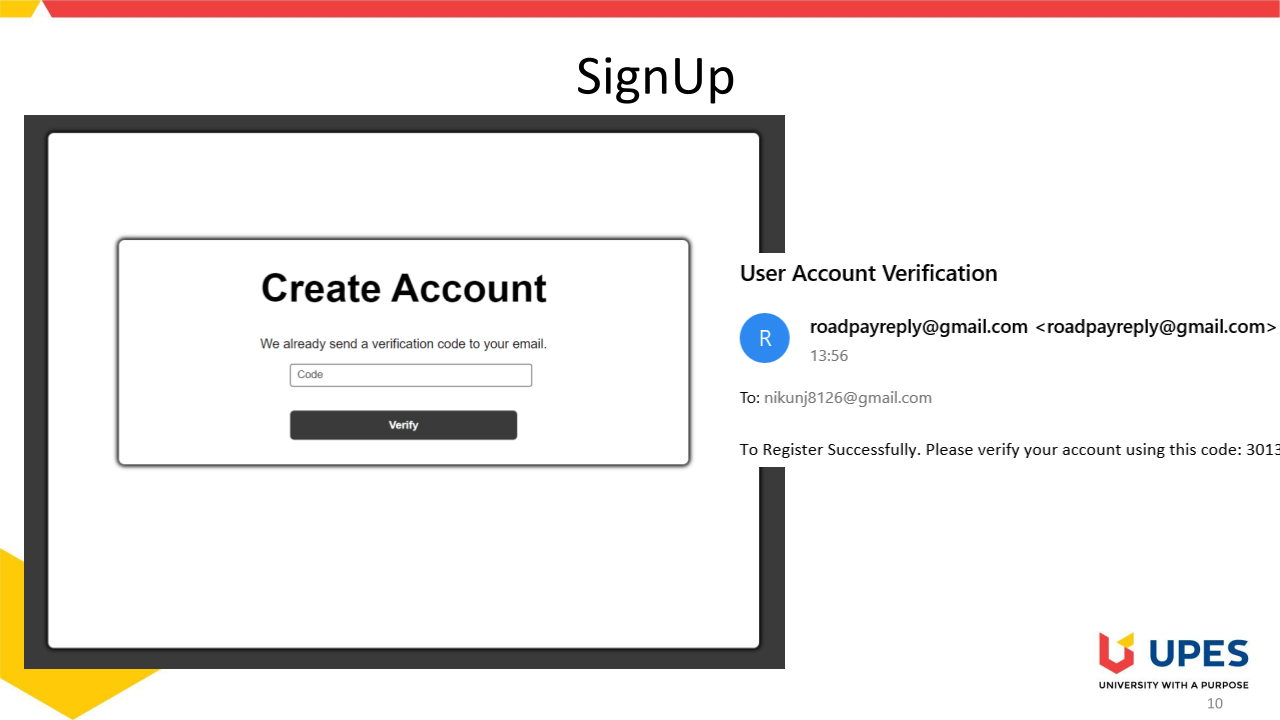 SignUp
Create Account
We already send a verification code to your email.
Code
Verify
User Account Verification
R
roadpayreply@gmail.com <roadpayreply@gmail.com>
13:56
To: nikunj8126@gmail.com
To Register Successfully. Please verify your account using this code: 3013
UPES
UNIVERSITY WITH A PURPOSE
10